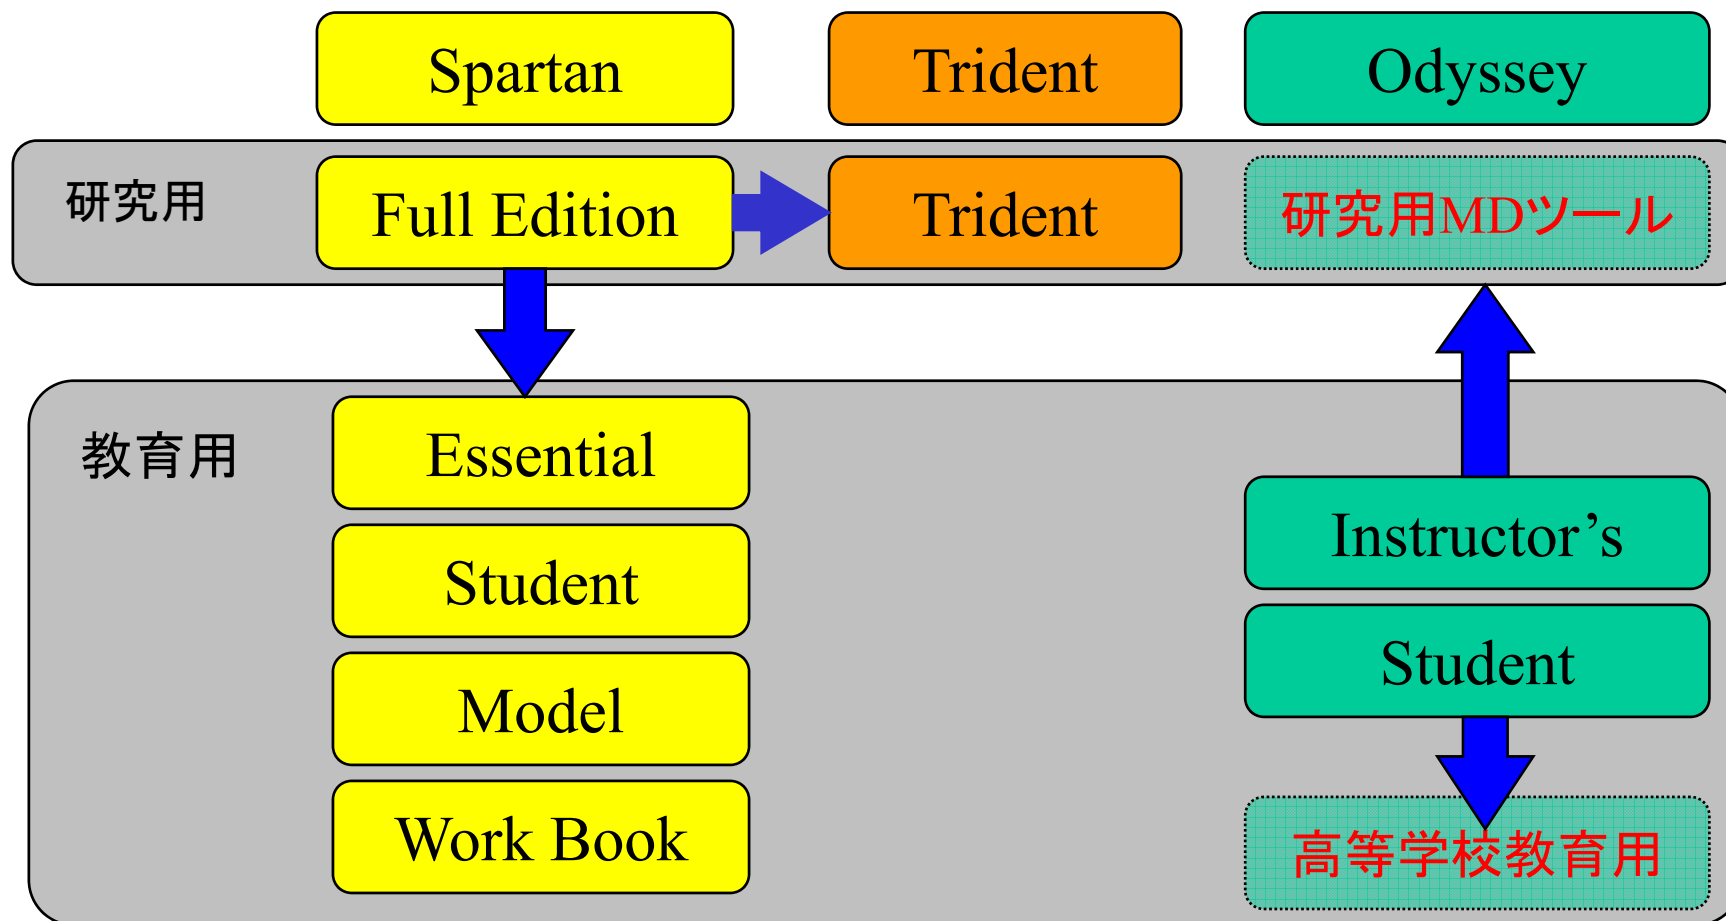 Spartan
Trident
Odyssey
研究用
Full Edition
Trident
研究用MDツール
教育用
Essential
Student
Model
Work Book
Instructor’s
Student
高等学校教育用